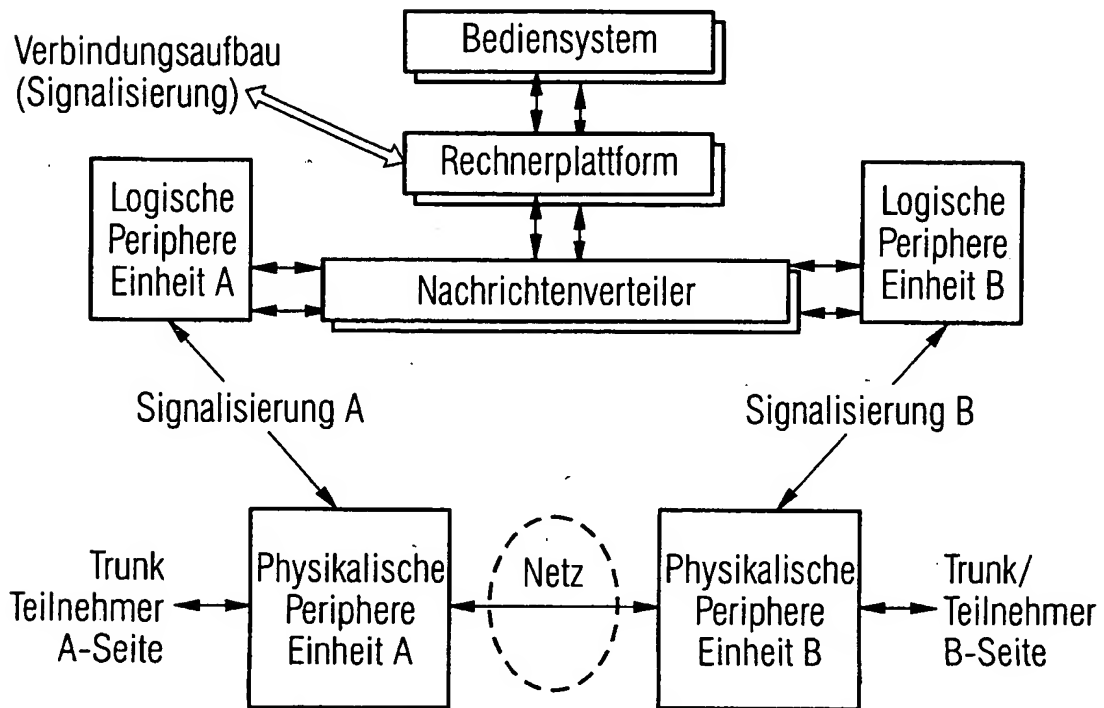 Bediensystem
Verbindungsaufbau
(Signalisierung)
Rechnerplattform
Logische
Periphere
Einheit A
Nachrichtenverteiler
Logische
Periphere
Einheit B
Signalisierung A
Signalisierung B
Trunk
Teilnehmer
A-Seite
Physikalische
Periphere
Einheit A
Netz
Physikalische
Periphere
Einheit B
Trunk/
Teilnehmer
B-Seite